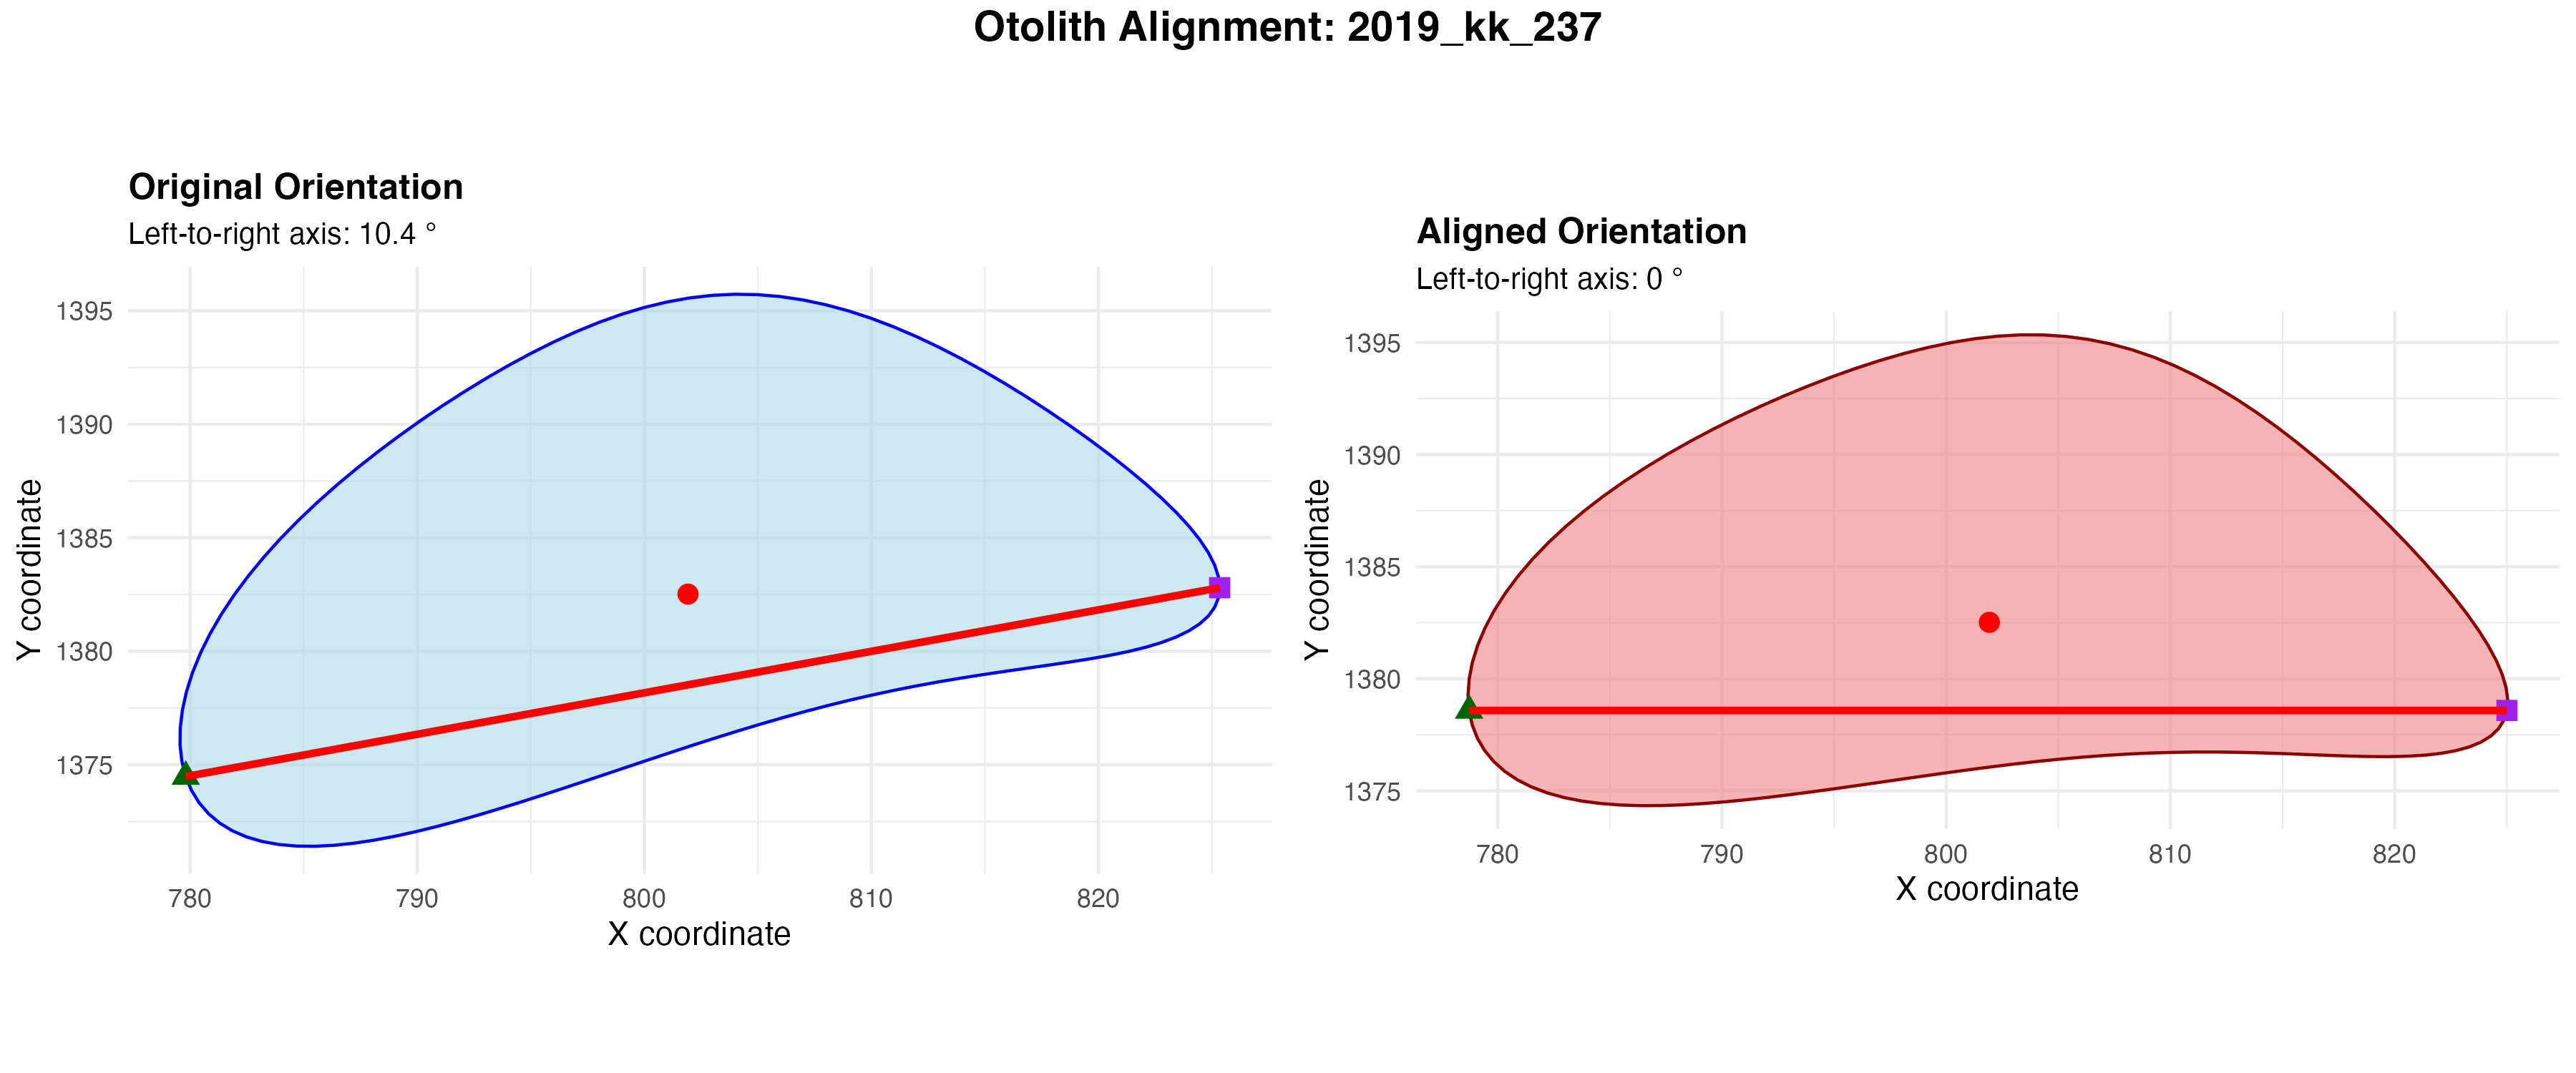 Otolith Alignment: 2019_kk_237
Original Orientation
Left-to-right axis: 10.4 °
1395
1390
1385
1380
1375
Y coordinate
780 790 800 810 820
X coordinate
Aligned Orientation
Left-to-right axis: 0 °
1395
1390
1385
1380
1375
Y coordinate
780 790 800 810 820
X coordinate